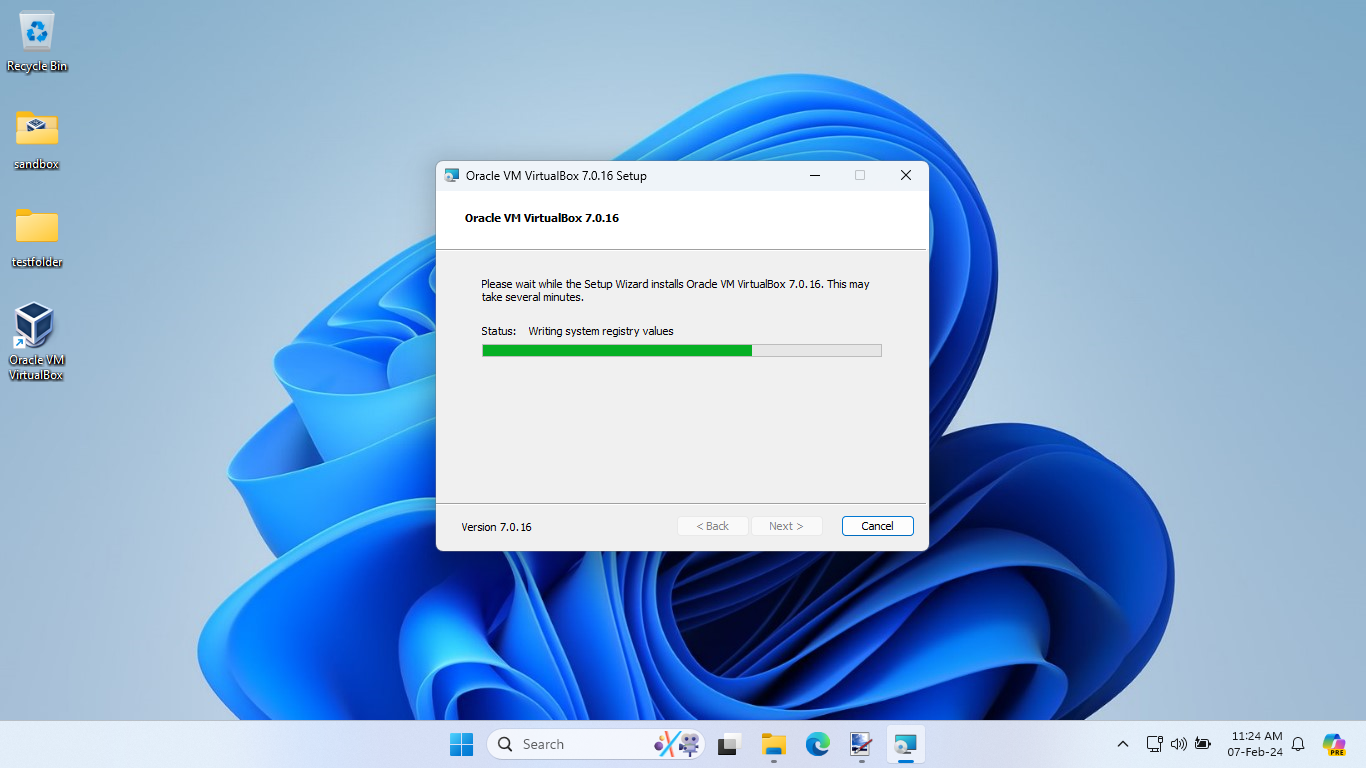 Recycle Bin
sandbox
testfolder
Oracle VM
VirtualBox
Oracle VM VirtualBox 7.0.16 Setup
Oracle VM VirtualBox 7.0.16
Please wait while the Setup Wizard installs Oracle VM VirtualBox 7.0.16. This may
take several minutes.
Status: Writing system registry values
Version 7.0.16
< Back
Next >
Cancel
Search
11:24 AM
07-Feb-24
PRE